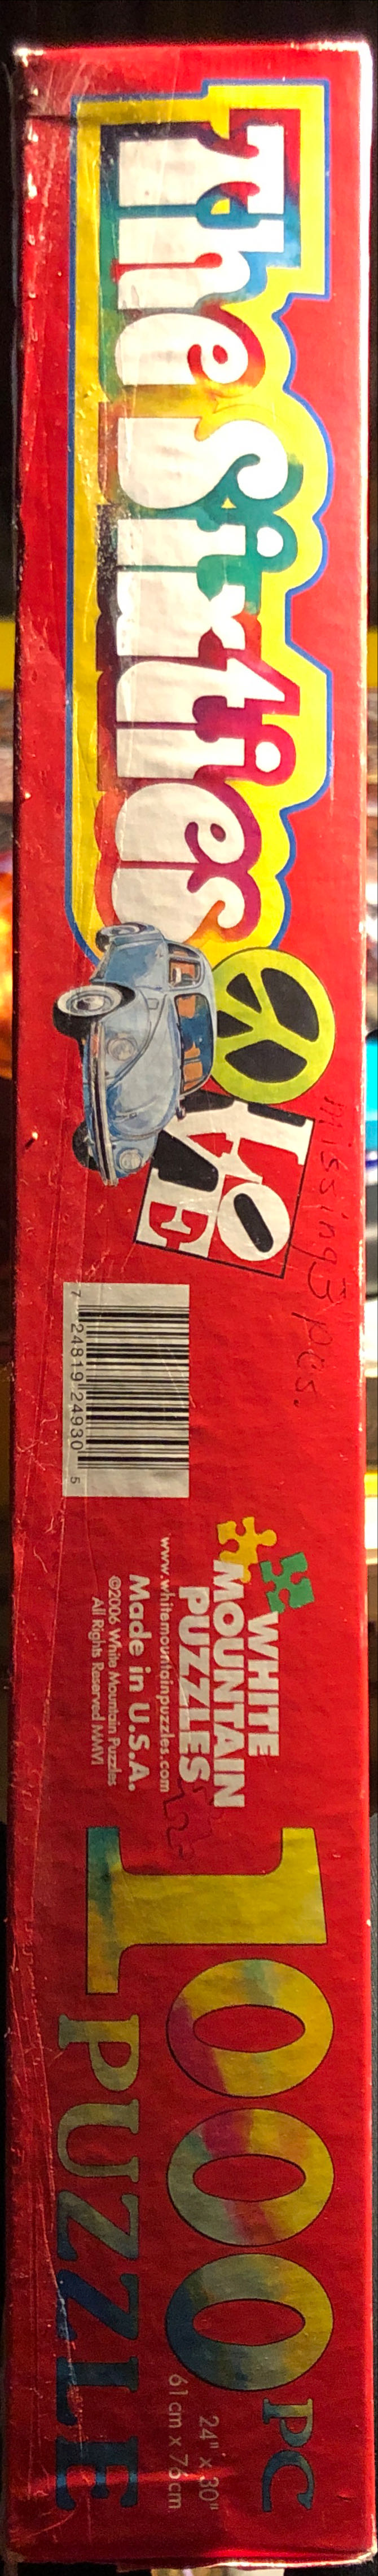 The Sixties
LOVE
missing 3 pcs.
7 24819 24930 5
WHITE
MOUNTAIN
PUZZLES
www.whitemountainpuzzles.com
Made in U.S.A.
©2006 White Mountain Puzzles
All Rights Reserved MMVI
1000 PC
PUZZLE
24" x 30"
61 cm x 76 cm